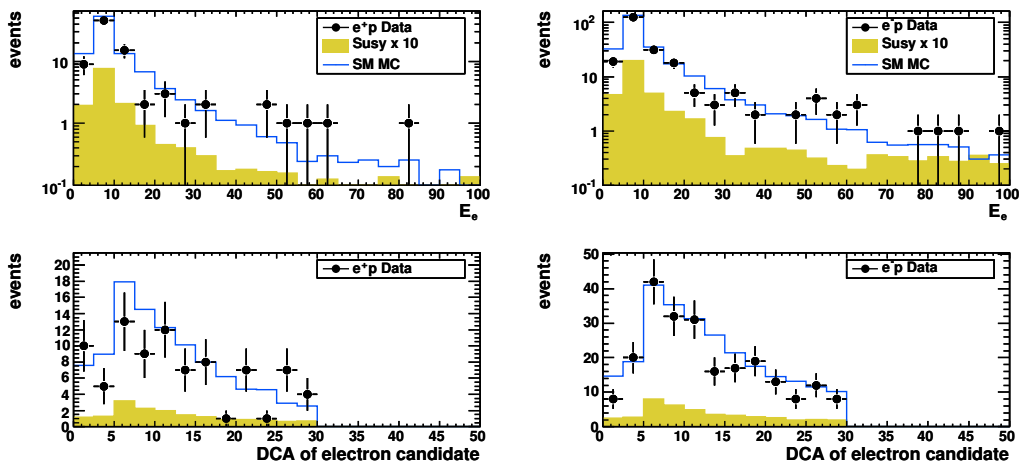 events
10
1
10⁻¹
e⁺p Data
Susy x 10
SM MC
0 10 20 30 40 50 60 70 80 90 100
Eₑ
events
10²
10
1
10⁻¹
e⁻p Data
Susy x 10
SM MC
0 10 20 30 40 50 60 70 80 90 100
Eₑ
events
20
18
16
14
12
10
8
6
4
2
0
e⁺p Data
0 5 10 15 20 25 30 35 40 45 50
DCA of electron candidate
events
50
40
30
20
10
0
e⁻p Data
0 5 10 15 20 25 30 35 40 45 50
DCA of electron candidate